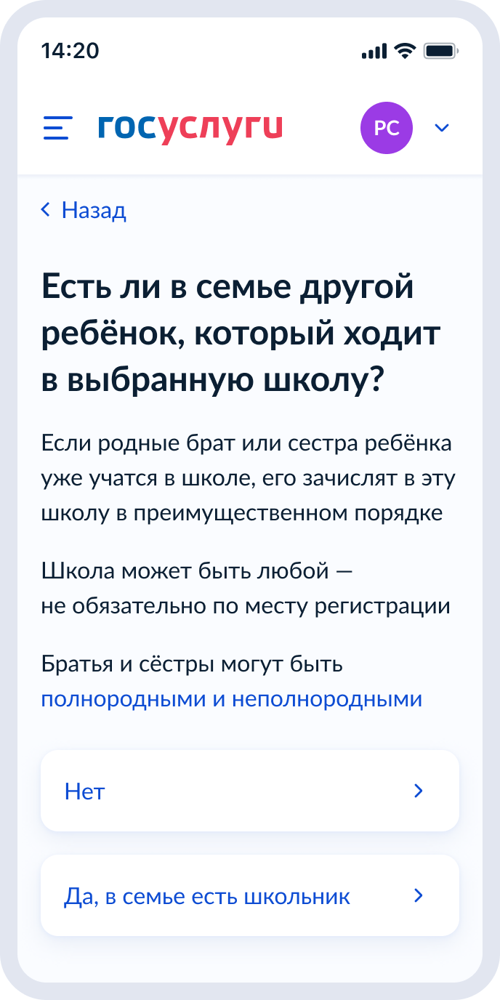 14:20
госуслуги
РС
Назад
Есть ли в семье другой
ребёнок, который ходит
в выбранную школу?
Если родные брат или сестра ребёнка
уже учатся в школе, его зачислят в эту
школу в преимущественном порядке
Школа может быть любой —
не обязательно по месту регистрации
Братья и сёстры могут быть
полнородными и неполнородными
Нет
Да, в семье есть школьник